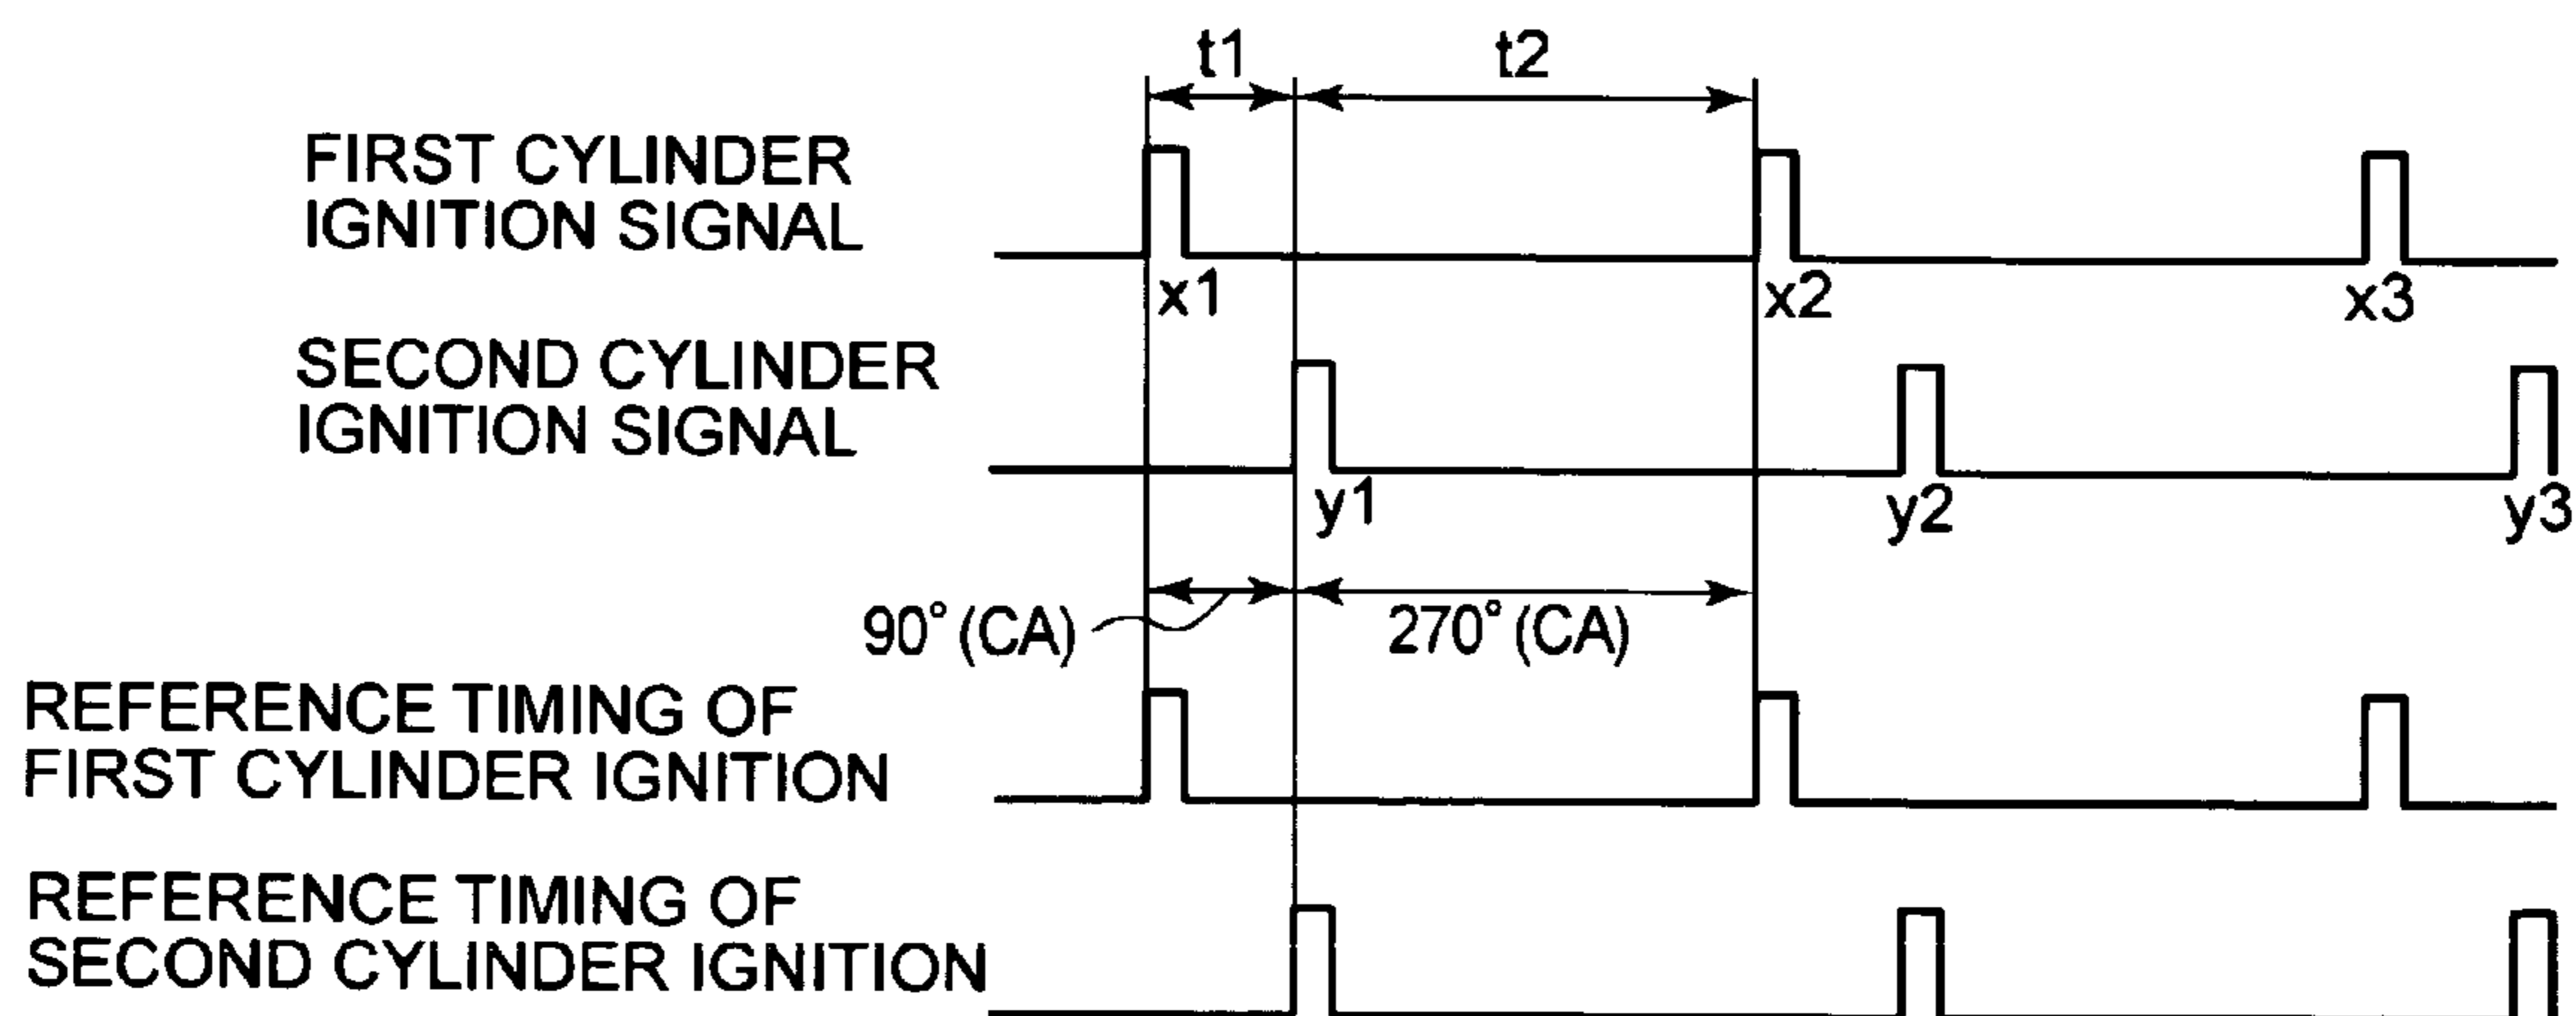 t1 t2
FIRST CYLINDER
IGNITION SIGNAL
x1 x2 x3
SECOND CYLINDER
IGNITION SIGNAL
y1 y2 y3
90° (CA) 270° (CA)
REFERENCE TIMING OF
FIRST CYLINDER IGNITION
REFERENCE TIMING OF
SECOND CYLINDER IGNITION